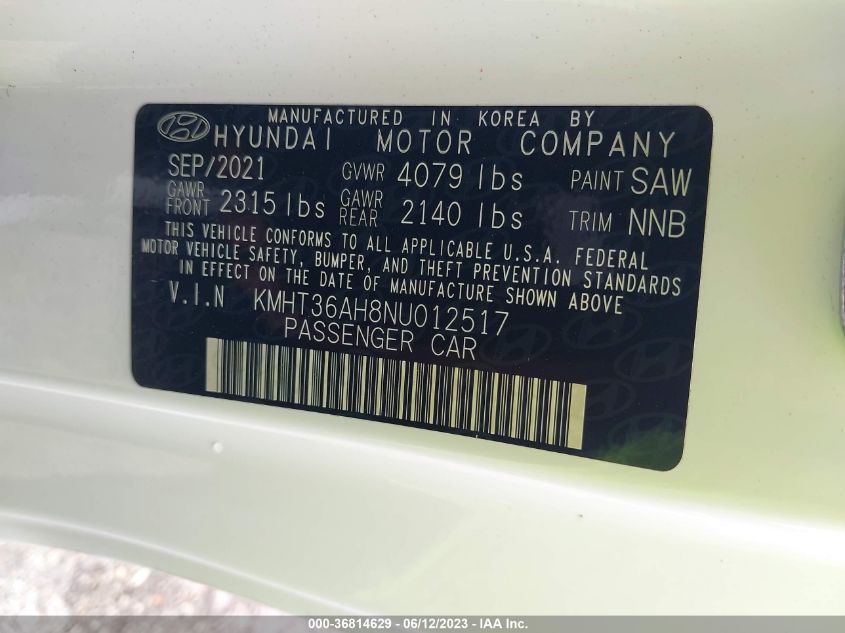 MANUFACTURED IN KOREA BY
HYUNDAI MOTOR COMPANY
SEP/2021 GVWR 4079 lbs PAINT SAW
GAWR FRONT 2315 lbs GAWR REAR 2140 lbs TRIM NNB
THIS VEHICLE CONFORMS TO ALL APPLICABLE U.S.A. FEDERAL
MOTOR VEHICLE SAFETY, BUMPER, AND THEFT PREVENTION STANDARDS
IN EFFECT ON THE DATE OF MANUFACTURE SHOWN ABOVE
V.I.N KMHT36AH8NU012517
PASSENGER CAR
000-36814629 - 06/12/2023 - IAA Inc.